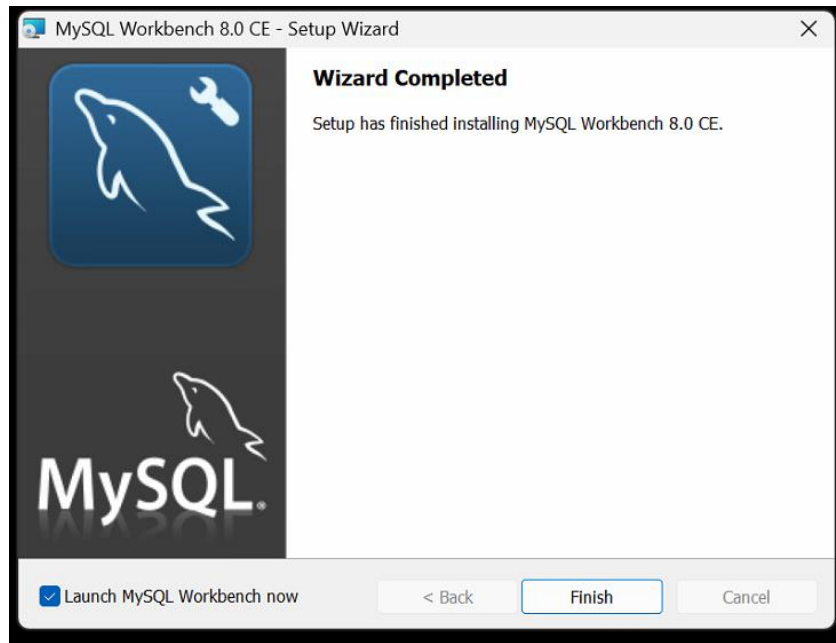 MySQL Workbench 8.0 CE - Setup Wizard
Wizard Completed
Setup has finished installing MySQL Workbench 8.0 CE.
MySQL®
Launch MySQL Workbench now
< Back
Finish
Cancel